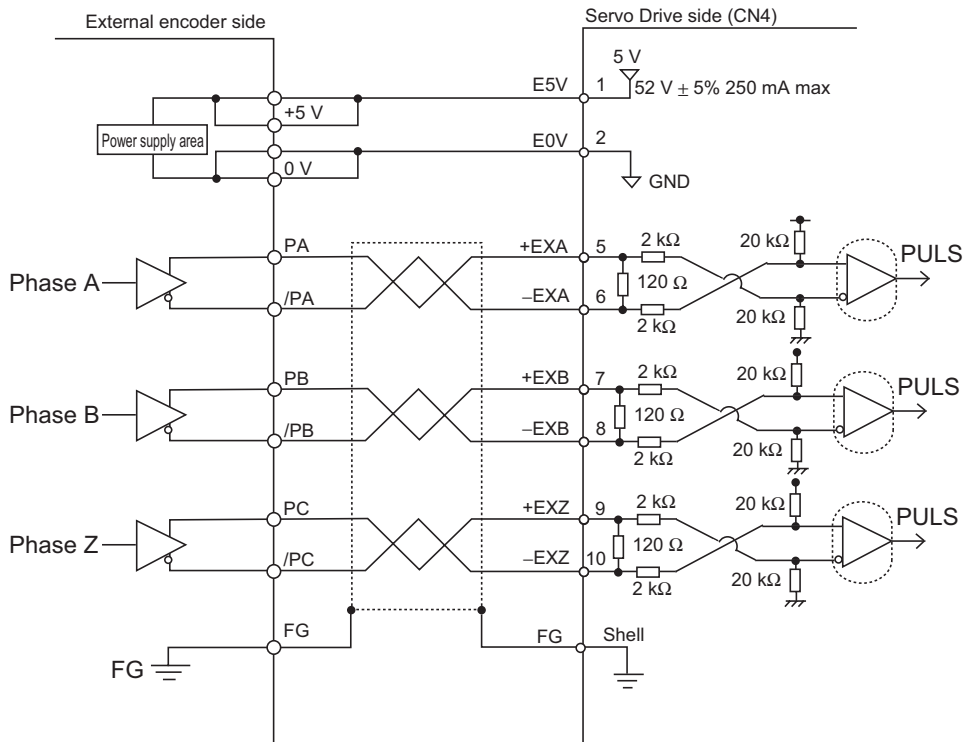 External encoder side
Servo Drive side (CN4)
5 V
E5V
1
52 V ± 5% 250 mA max
+5 V
Power supply area
E0V
2
0 V
GND
Phase A
PA
+EXA
5
2 kΩ
20 kΩ
PULS
120 Ω
/PA
−EXA
6
2 kΩ
20 kΩ
Phase B
PB
+EXB
7
2 kΩ
20 kΩ
PULS
120 Ω
/PB
−EXB
8
2 kΩ
20 kΩ
Phase Z
PC
+EXZ
9
2 kΩ
20 kΩ
PULS
120 Ω
/PC
−EXZ
10
2 kΩ
20 kΩ
FG
FG
FG
Shell